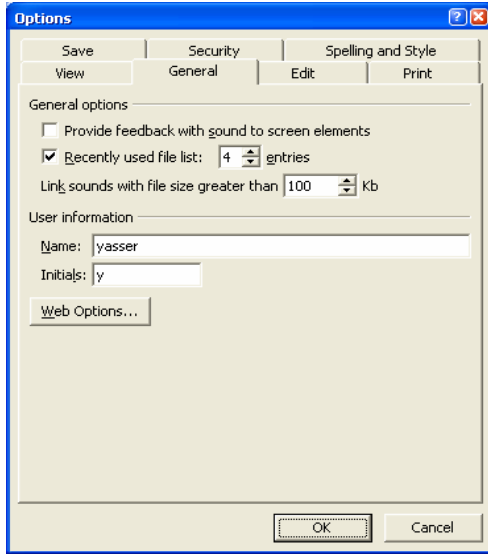 Options
Save Security Spelling and Style
View General Edit Print
General options
Provide feedback with sound to screen elements
Recently used file list: 4 entries
Link sounds with file size greater than 100 Kb
User information
Name: yasser
Initials: y
Web Options...
OK Cancel